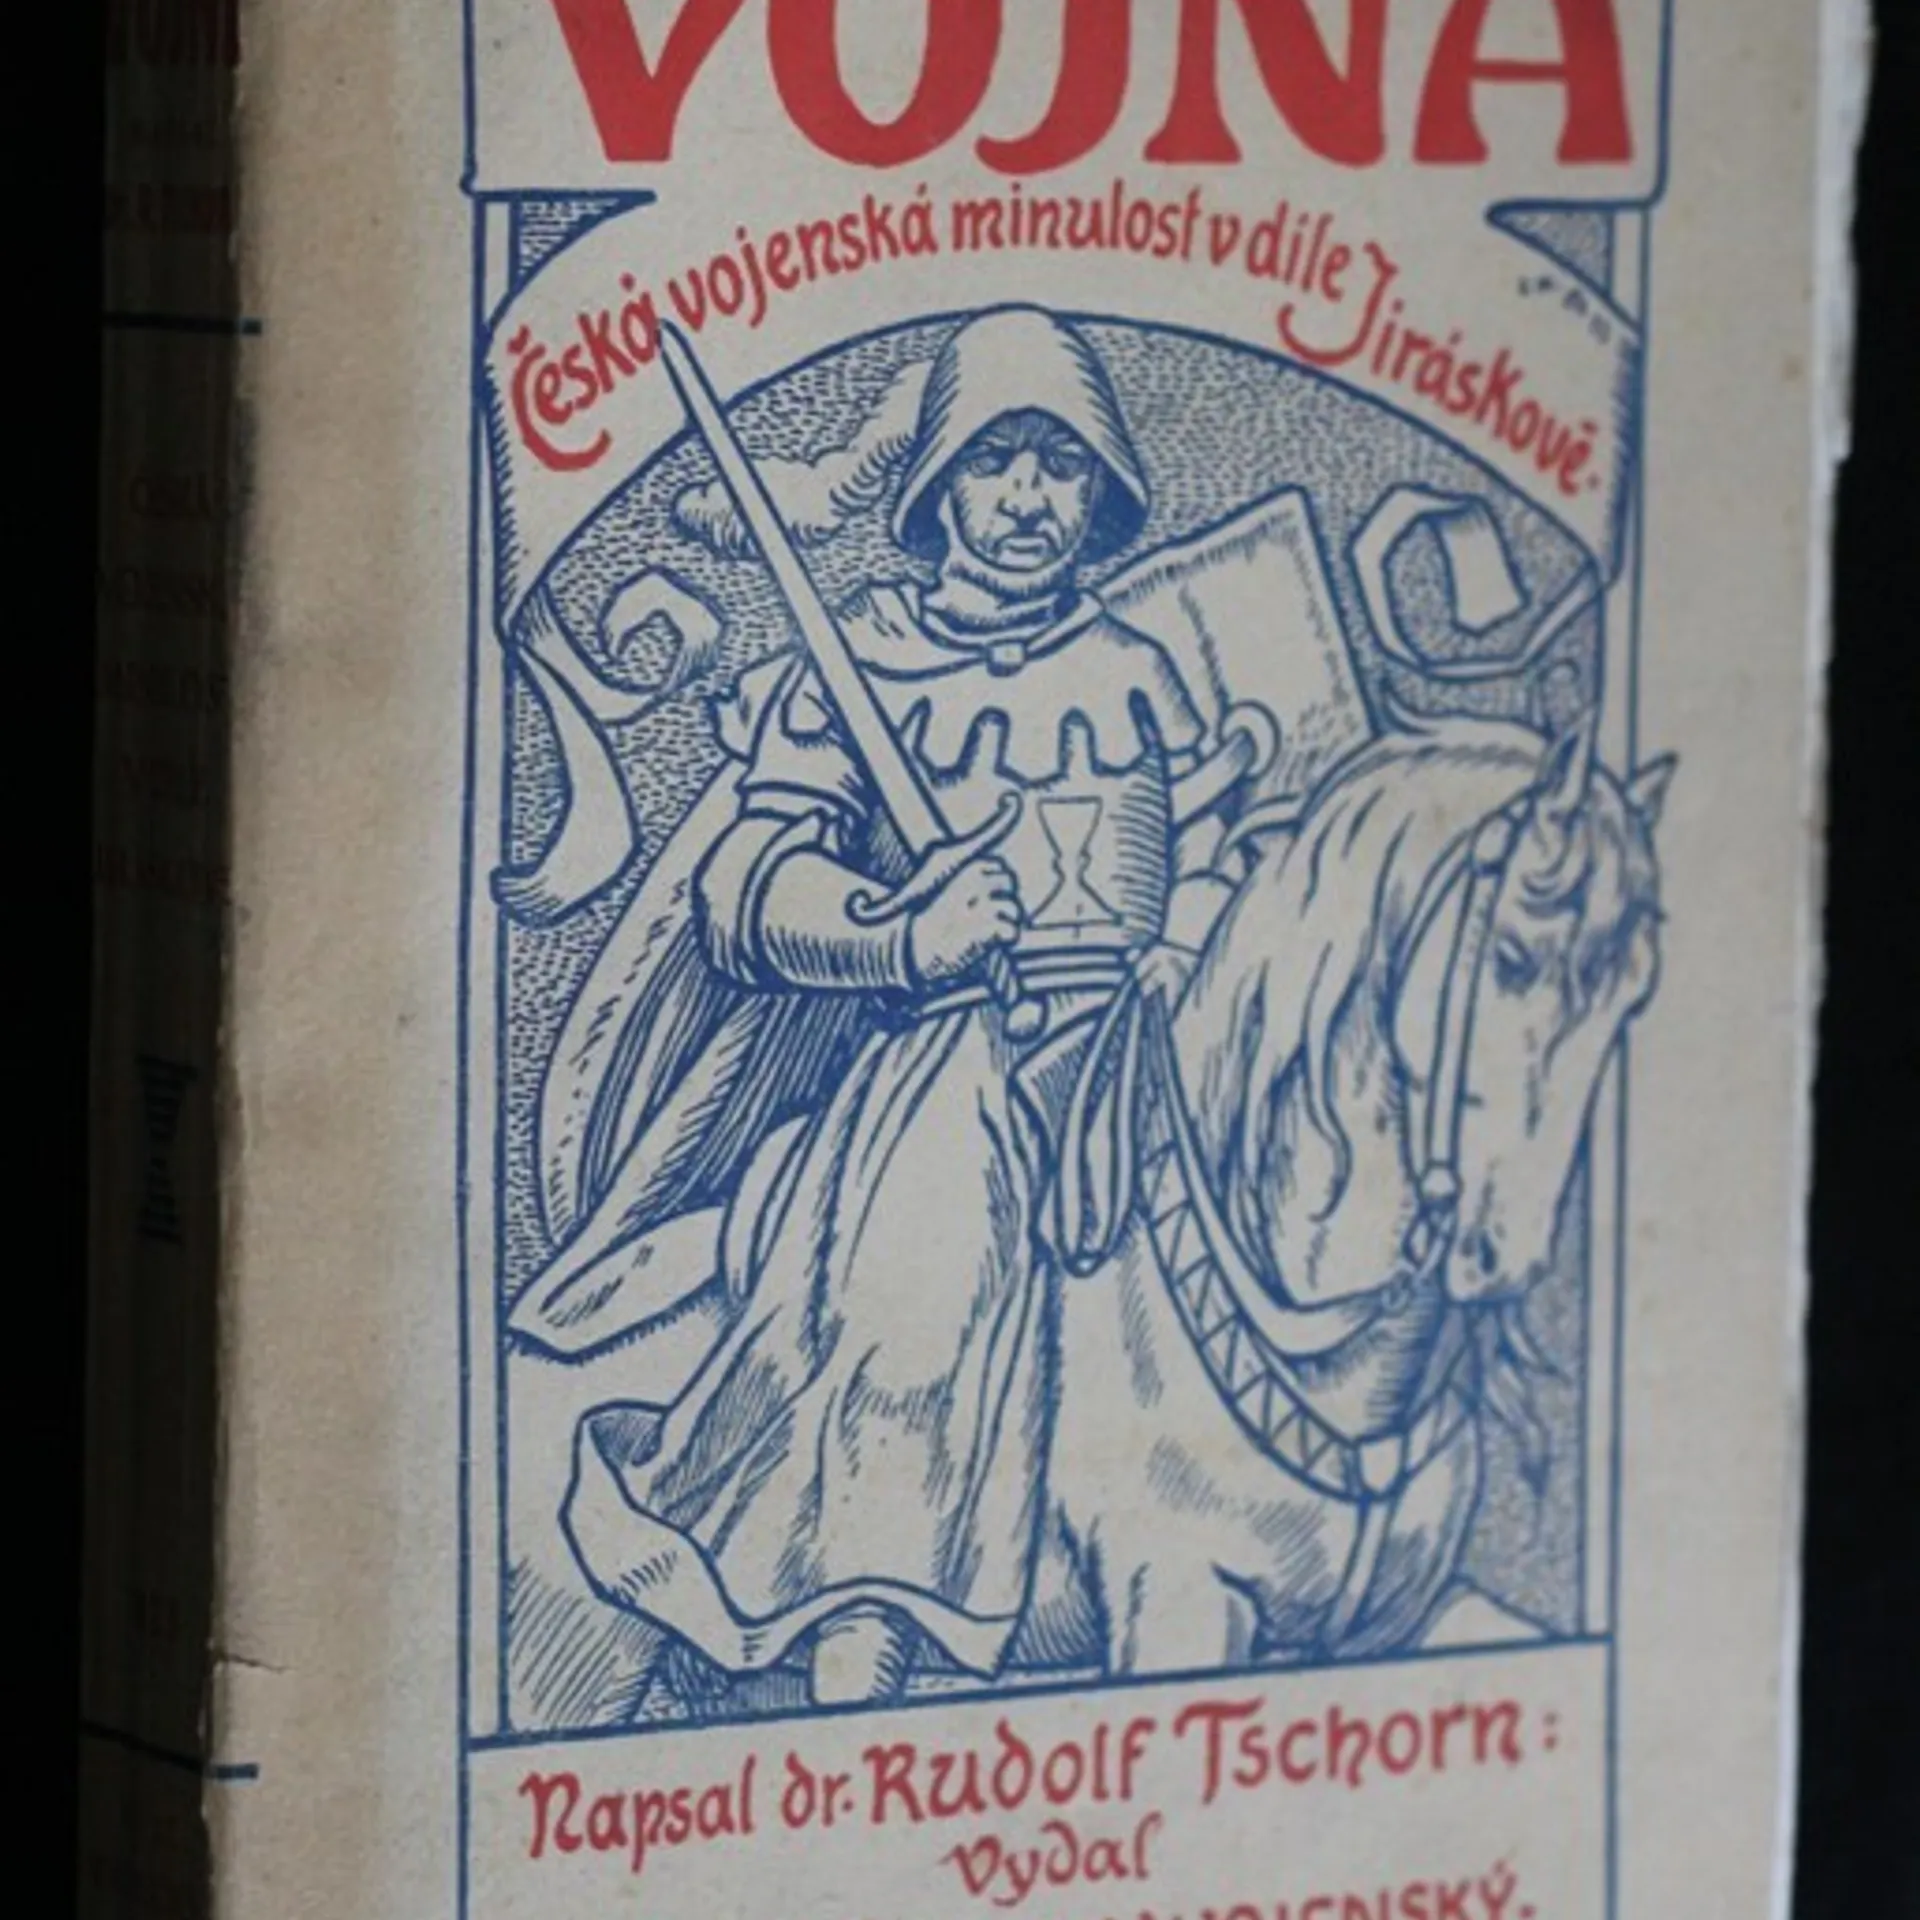 VOJNA
Česká vojenská minulost v díle Jiráskově.
Napsal dr. Rudolf Tschorn:
vydal